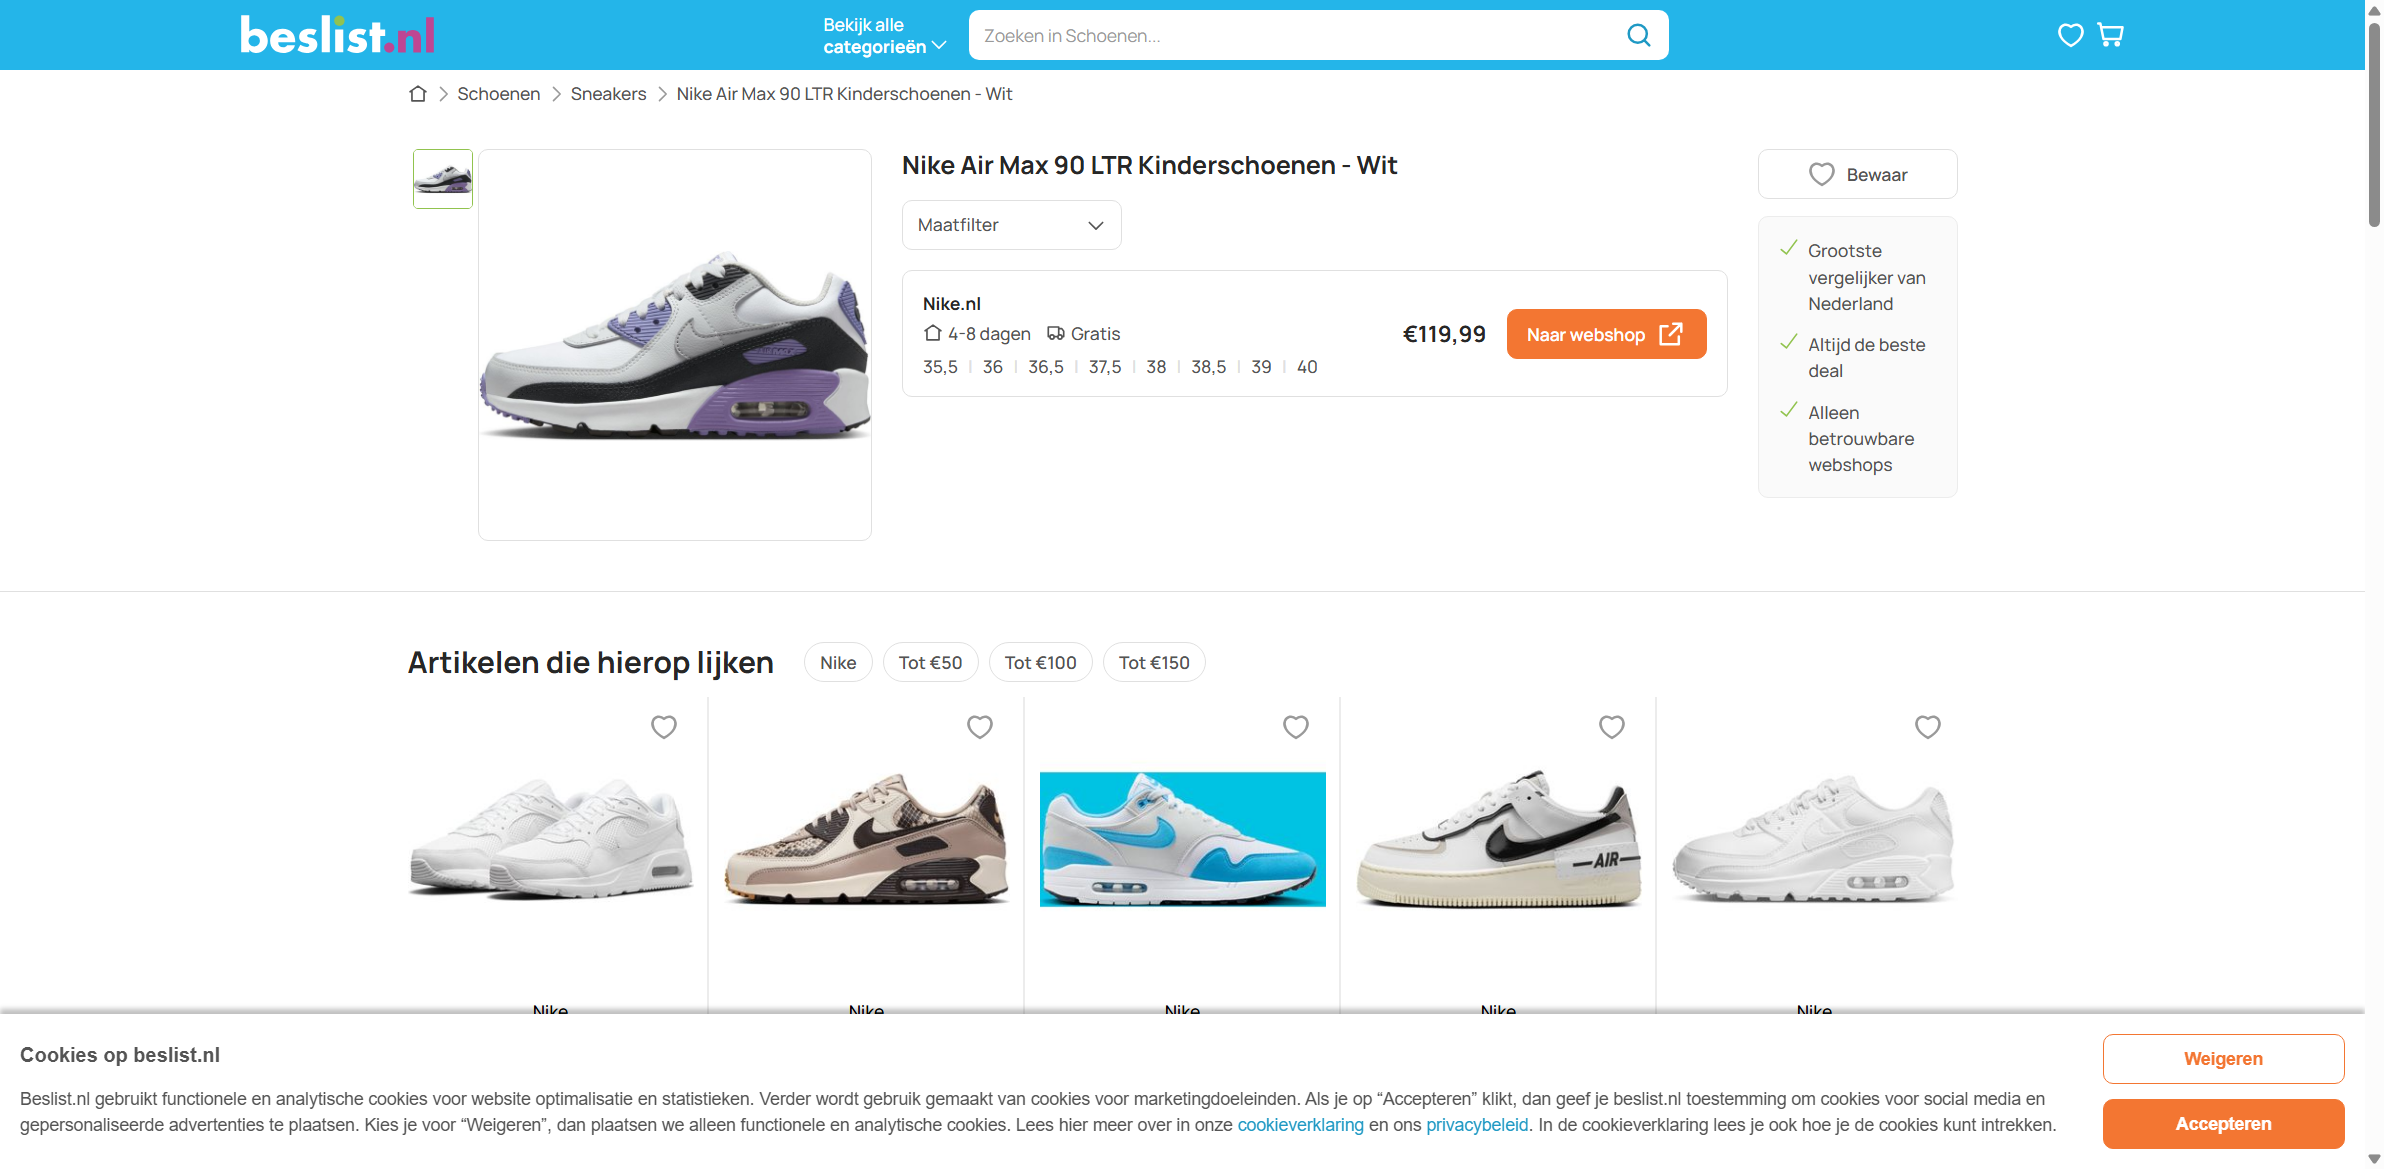 beslist.nl
Bekijk alle
categorieën
Zoeken in Schoenen...
Schoenen
Sneakers
Nike Air Max 90 LTR Kinderschoenen - Wit
Nike Air Max 90 LTR Kinderschoenen - Wit
Maatfilter
Nike.nl
4-8 dagen
Gratis
35,5 | 36 | 36,5 | 37,5 | 38 | 38,5 | 39 | 40
€119,99
Naar webshop
Bewaar
Grootste
vergelijker van
Nederland
Altijd de beste
deal
Alleen
betrouwbare
webshops
Artikelen die hierop lijken
Nike
Tot €50
Tot €100
Tot €150
AIR
Nike
Nike
Nike
Nike
Nike
Cookies op beslist.nl
Beslist.nl gebruikt functionele en analytische cookies voor website optimalisatie en statistieken. Verder wordt gebruik gemaakt van cookies voor marketingdoeleinden. Als je op “Accepteren” klikt, dan geef je beslist.nl toestemming om cookies voor social media en
gepersonaliseerde advertenties te plaatsen. Kies je voor “Weigeren”, dan plaatsen we alleen functionele en analytische cookies. Lees hier meer over in onze cookieverklaring en ons privacybeleid. In de cookieverklaring lees je ook hoe je de cookies kunt intrekken.
Weigeren
Accepteren